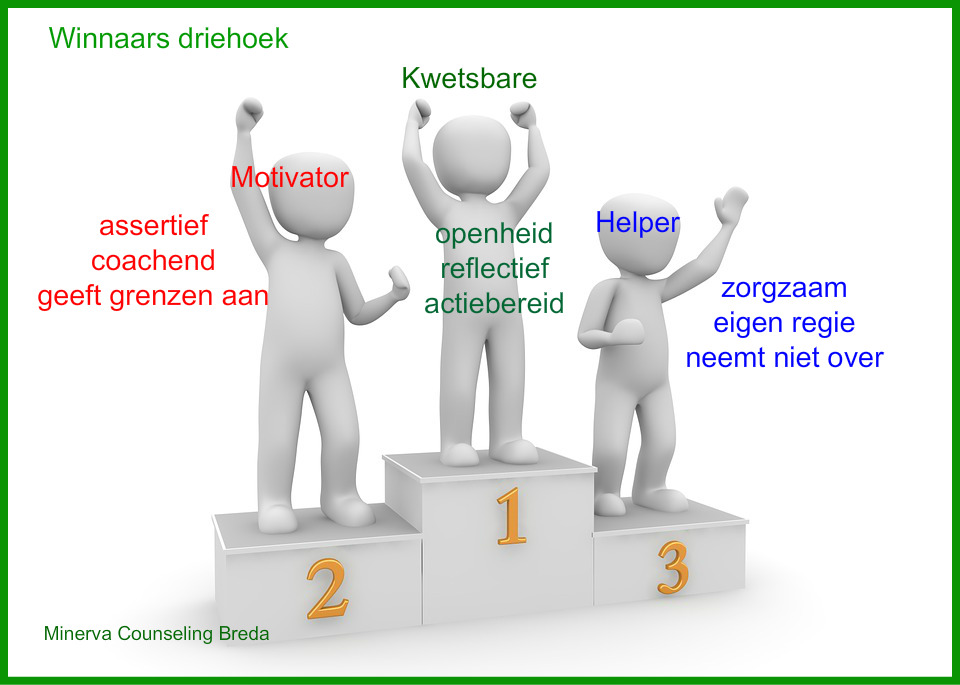 Winnaars driehoek
Kwetsbare
Motivator
assertief
coachend
geeft grenzen aan
openheid
reflectief
actiebereid
Helper
zorgzaam
eigen regie
neemt niet over
1
2
3
Minerva Counseling Breda